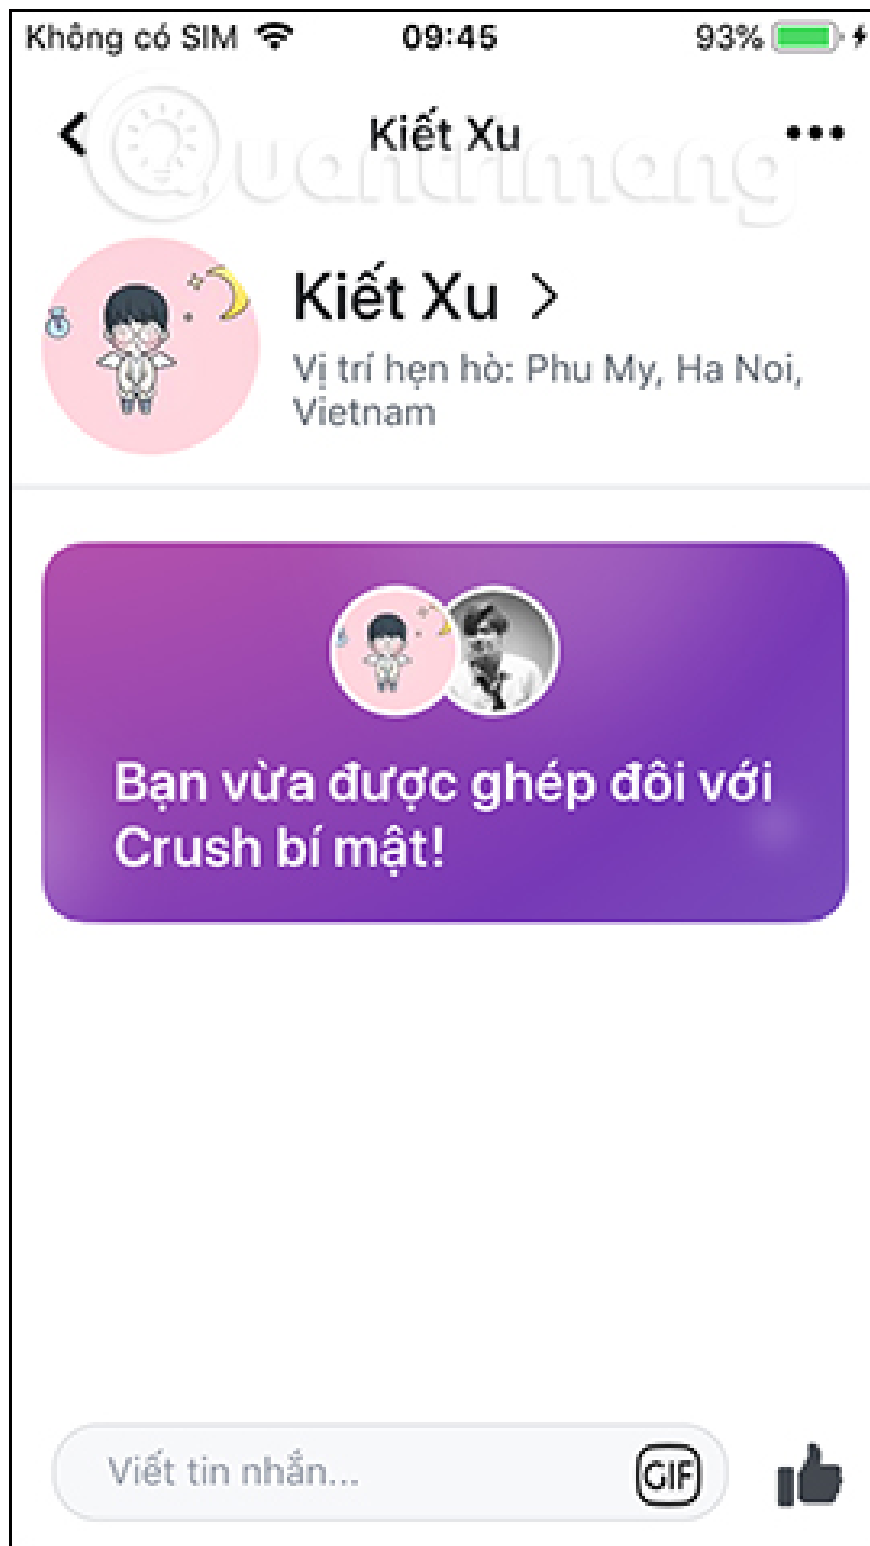 Không có SIM 09:45 93%
Kiết Xu
Quantrimang
Kiết Xu
Vị trí hẹn hò: Phu My, Ha Noi,
Vietnam
Bạn vừa được ghép đôi với
Crush bí mật!
Viết tin nhắn...
GIF